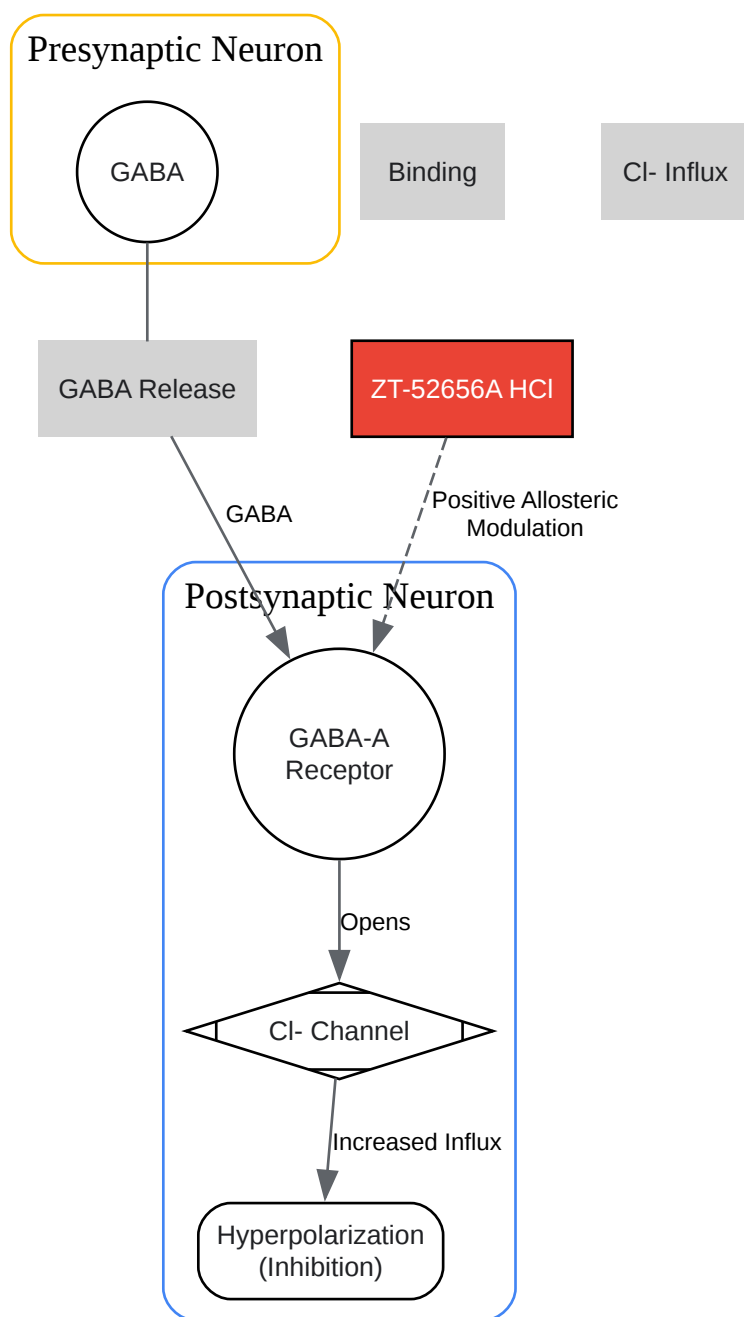 Presynaptic Neuron
GABA
Binding
Cl- Influx
GABA Release
ZT-52656A HCl
GABA
Positive Allosteric
Modulation
Postsynaptic Neuron
GABA-A
Receptor
Opens
Cl- Channel
Increased Influx
Hyperpolarization
(Inhibition)